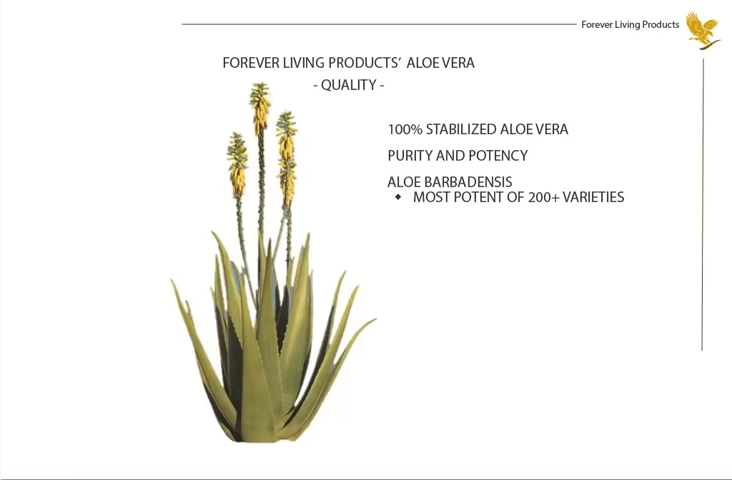 Forever Living Products
FOREVER LIVING PRODUCTS’ ALOE VERA
- QUALITY -
100% STABILIZED ALOE VERA
PURITY AND POTENCY
ALOE BARBADENSIS
◆ MOST POTENT OF 200+ VARIETIES